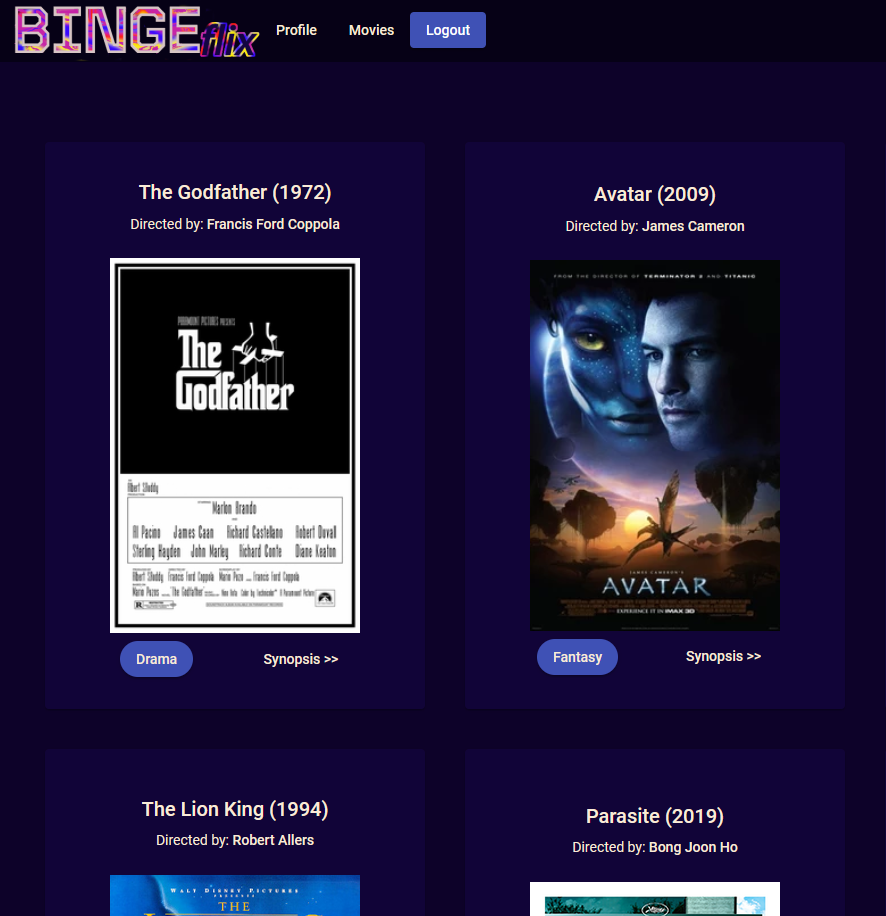 BINGEflix
Profile
Movies
Logout
The Godfather (1972)
Directed by: Francis Ford Coppola
PARAMOUNT PICTURES PRESENTS
The
Godfather
Albert S. Ruddy
Marlon Brando
Al Pacino James Caan Richard Castellano Robert Duvall
Sterling Hayden John Marley Richard Conte Diane Keaton
Albert S. Ruddy Francis Ford Coppola Mario Puzo Francis Ford Coppola
Mario Puzo "The Godfather" Nino Rota Color by Technicolor A Paramount Picture
R
Drama
Synopsis >>
Avatar (2009)
Directed by: James Cameron
FROM THE DIRECTOR OF TERMINATOR 2 AND TITANIC
JAMES CAMERON'S
AVATAR
EXPERIENCE IT IN IMAX 3D
Fantasy
Synopsis >>
The Lion King (1994)
Directed by: Robert Allers
WALT DISNEY PICTURES
PRESENTS
THE
Parasite (2019)
Directed by: Bong Joon Ho